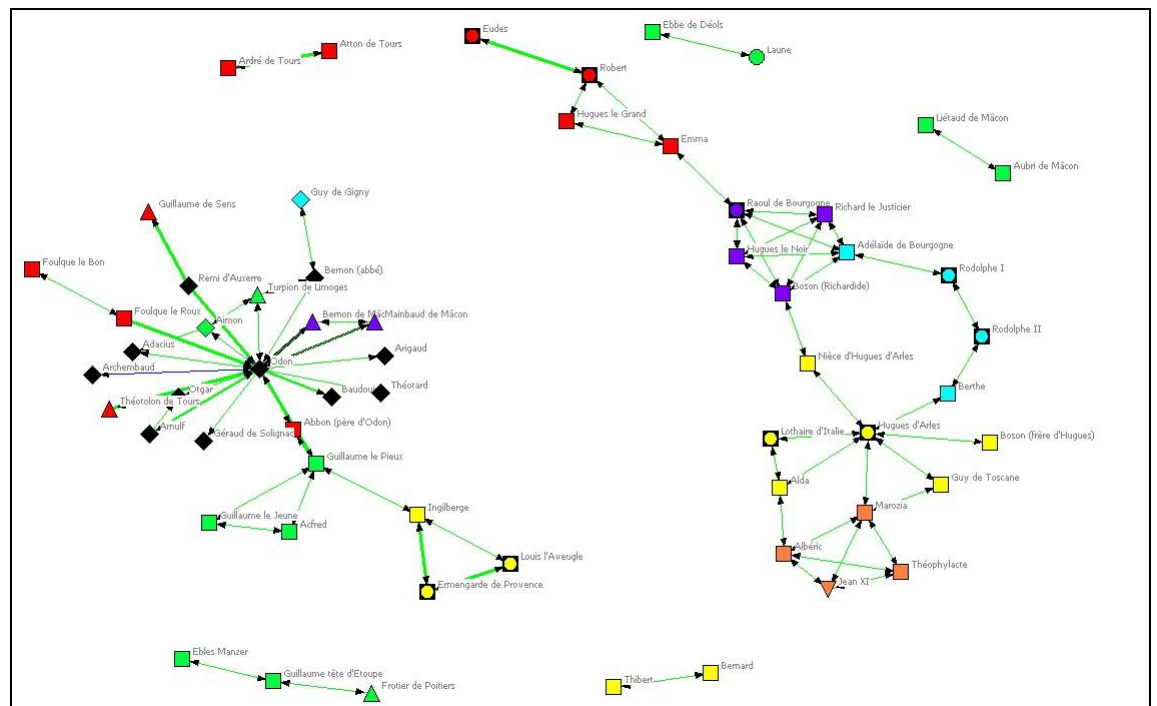 Eudes
Ebbe de Déols
Atton de Tours
Laune
Ardré de Tours
Robert
Hugues le Grand
Liétaud de Mâcon
Emma
Aubri de Mâcon
Guy de Gigny
Guillaume de Sens
Raoul de Bourgogne
Richard le Justicier
Hugues le Noir
Adélaïde de Bourgogne
Foulque le Bon
Bernon (abbé)
Rodolphe I
Remi d'Auxerre
Turpion de Limoges
Boson (Richardide)
Foulque le Roux
Aimon
Bernon de Mâc
Mainbaud de Mâcon
Rodolphe II
Adacius
Arigaud
Odon
Nièce d'Hugues d'Arles
Archembaud
Otgar
Baudoui
Théotard
Berthe
Théotolon de Tours
Arnulf
Géraud de Solignac
Abbon (père d'Odon)
Lothaire d'Italie
Hugues d'Arles
Boson (frère d'Hugues)
Guillaume le Pieux
Alda
Guy de Toscane
Guillaume le Jeune
Acfred
Ingilberge
Marozia
Albéric
Louis l'Aveugle
Théophylacte
Ermengarde de Provence
Jean XI
Ebles Manzer
Guillaume tête d'Etoupe
Frotier de Poitiers
Bernard
Thibert